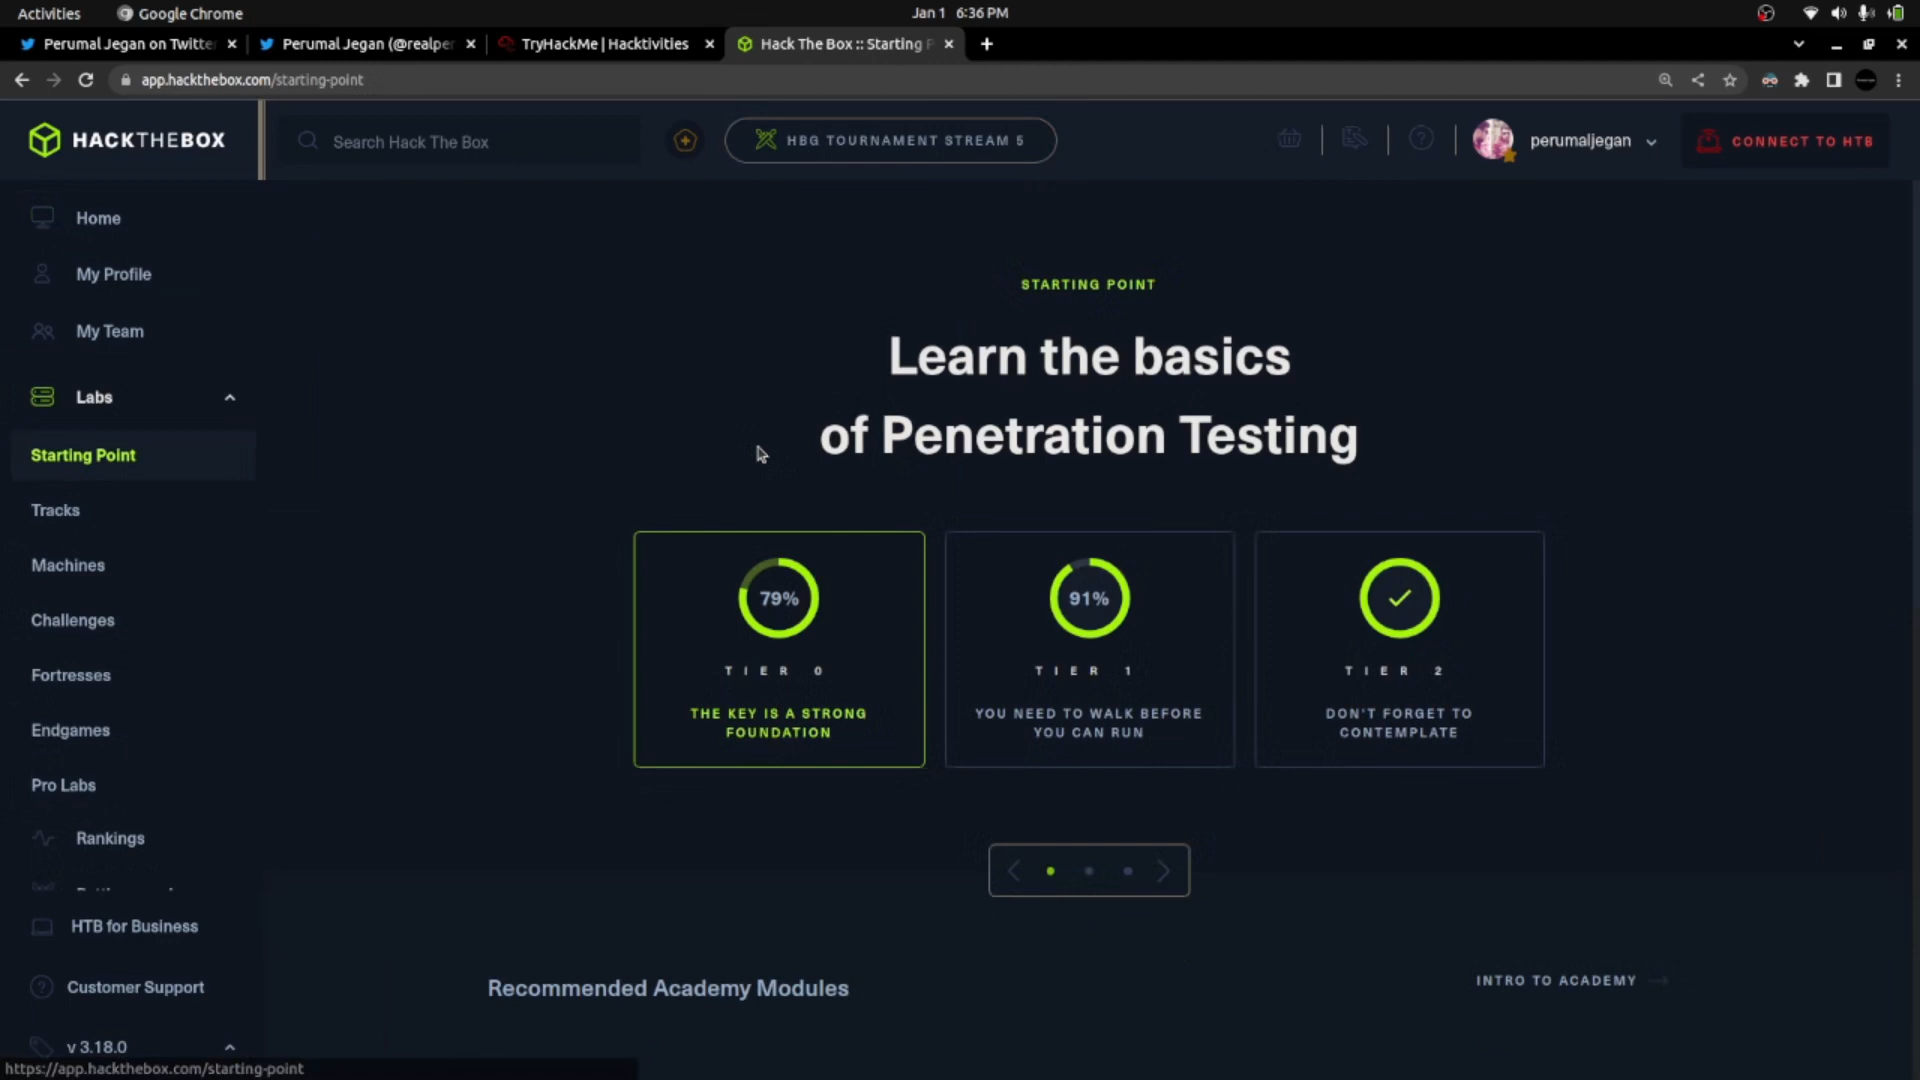 Activities
Google Chrome
Jan 1 6:36 PM
Perumal Jegan on Twitte
Perumal Jegan (@realper
TryHackMe | Hacktivities
Hack The Box :: Starting P
app.hackthebox.com/starting-point
HACKTHEBOX
Search Hack The Box
HBG TOURNAMENT STREAM 5
perumaljegan
CONNECT TO HTB
Home
My Profile
My Team
Labs
Starting Point
Tracks
Machines
Challenges
Fortresses
Endgames
Pro Labs
Rankings
HTB for Business
Customer Support
v 3.18.0
STARTING POINT
Learn the basics
of Penetration Testing
79%
TIER 0
THE KEY IS A STRONG
FOUNDATION
91%
TIER 1
YOU NEED TO WALK BEFORE
YOU CAN RUN
TIER 2
DON'T FORGET TO
CONTEMPLATE
Recommended Academy Modules
INTRO TO ACADEMY
https://app.hackthebox.com/starting-point